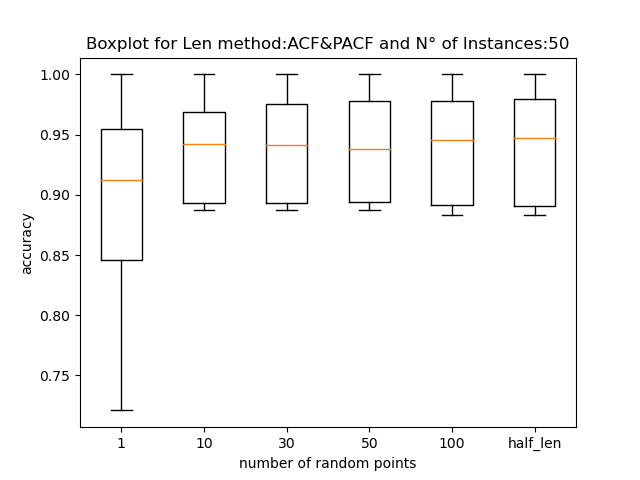 Boxplot for Len method:ACF&PACF and N° of Instances:50
1.00
0.95
0.90
0.85
0.80
0.75
accuracy
1 10 30 50 100 half_len
number of random points